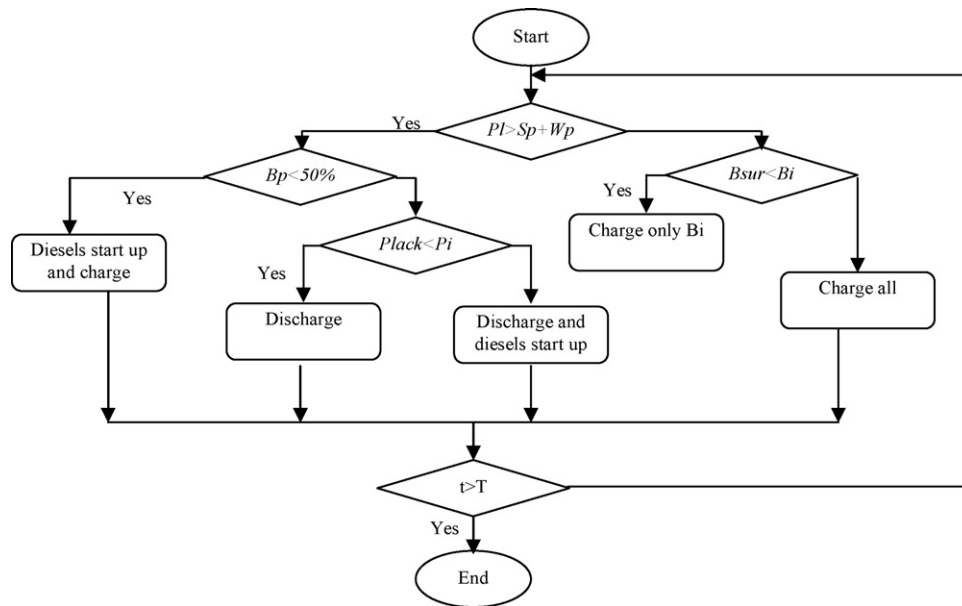 Start
Pl>Sp+Wp
Yes
Bp<50%
Bsur<Bi
Yes
Yes
Plack<Pi
Charge only Bi
Diesels start up
and charge
Yes
Charge all
Discharge
Discharge and
diesels start up
t>T
Yes
End